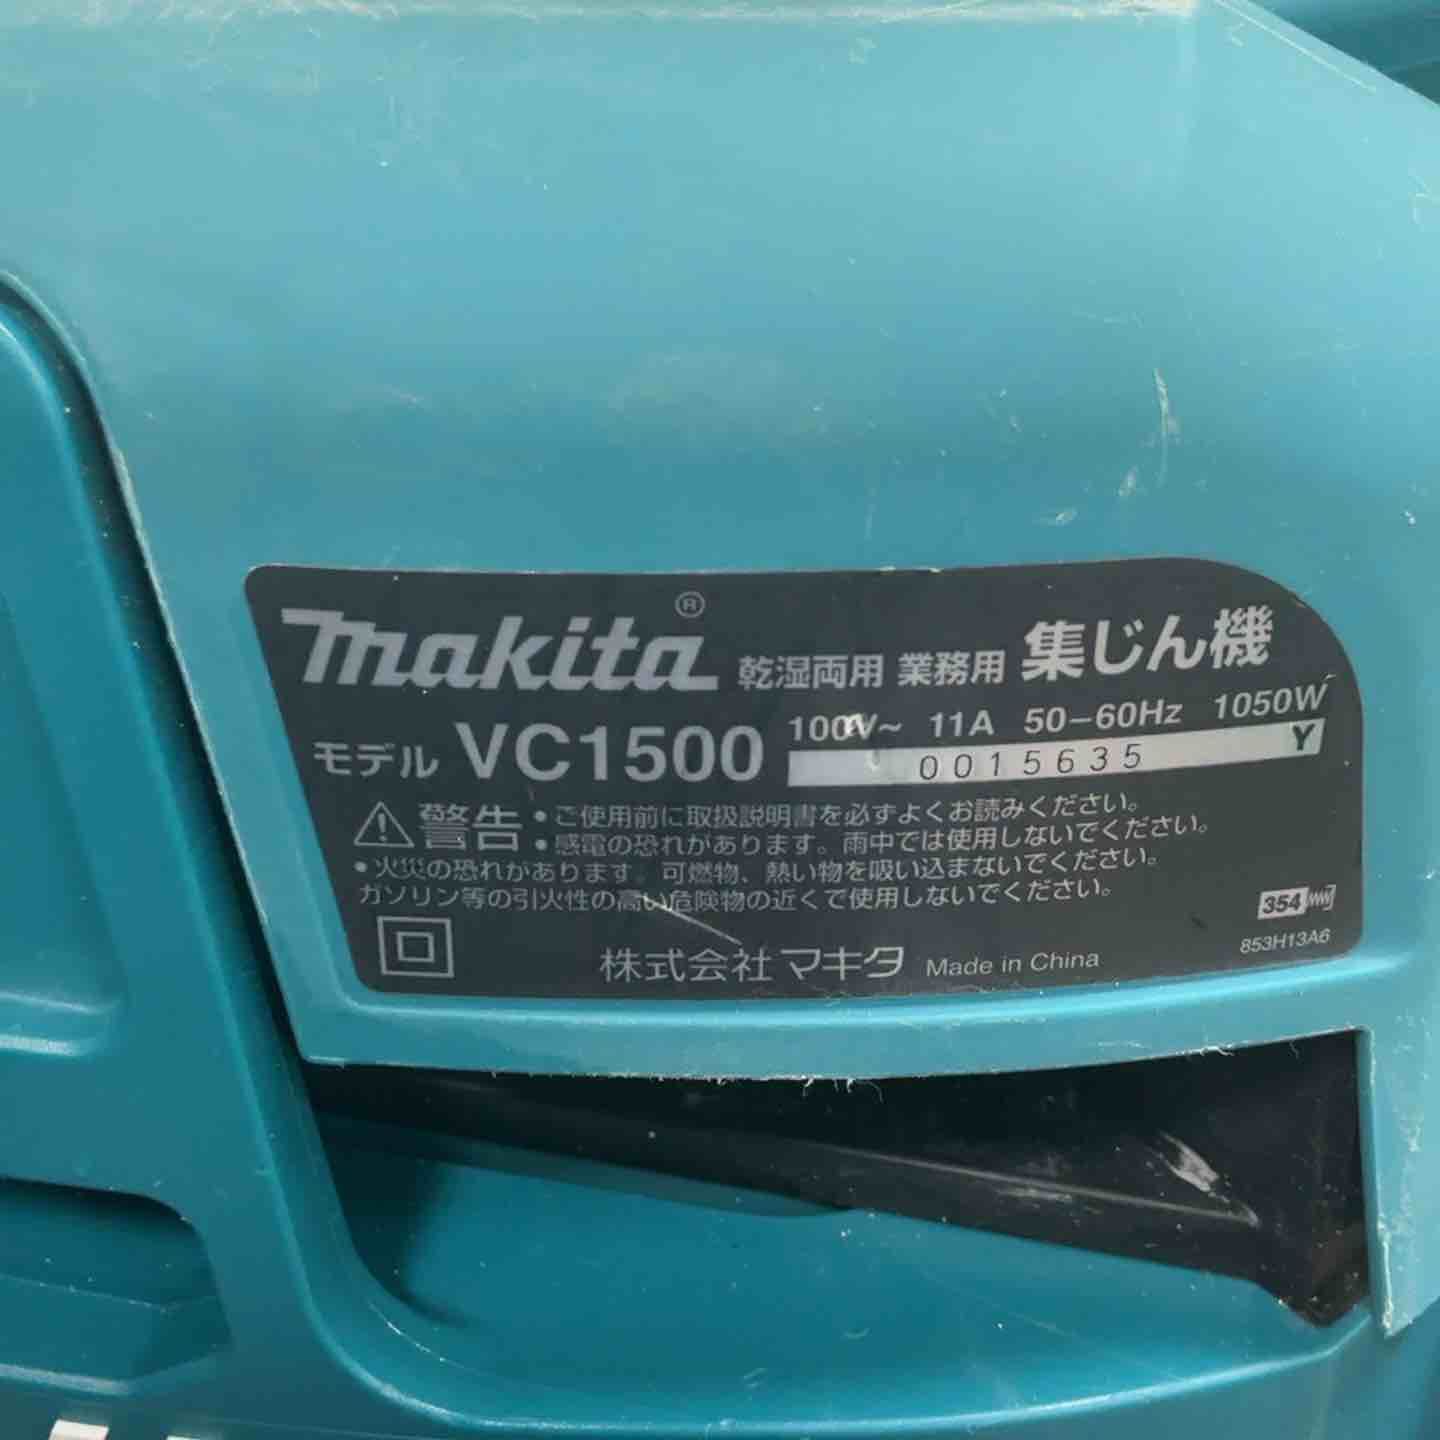 makita®
乾湿両用 業務用 集じん機
モデル VC1500 100V~ 11A 50-60Hz 1050W
0015635 Y
警告 • ご使用前に取扱説明書を必ずよくお読みください。
• 感電の恐れがあります。雨中では使用しないでください。
• 火災の恐れがあります。可燃物、熱い物を吸い込まないでください。
ガソリン等の引火性の高い危険物の近くで使用しないでください。
354
853H13A6
株式会社マキタ Made in China